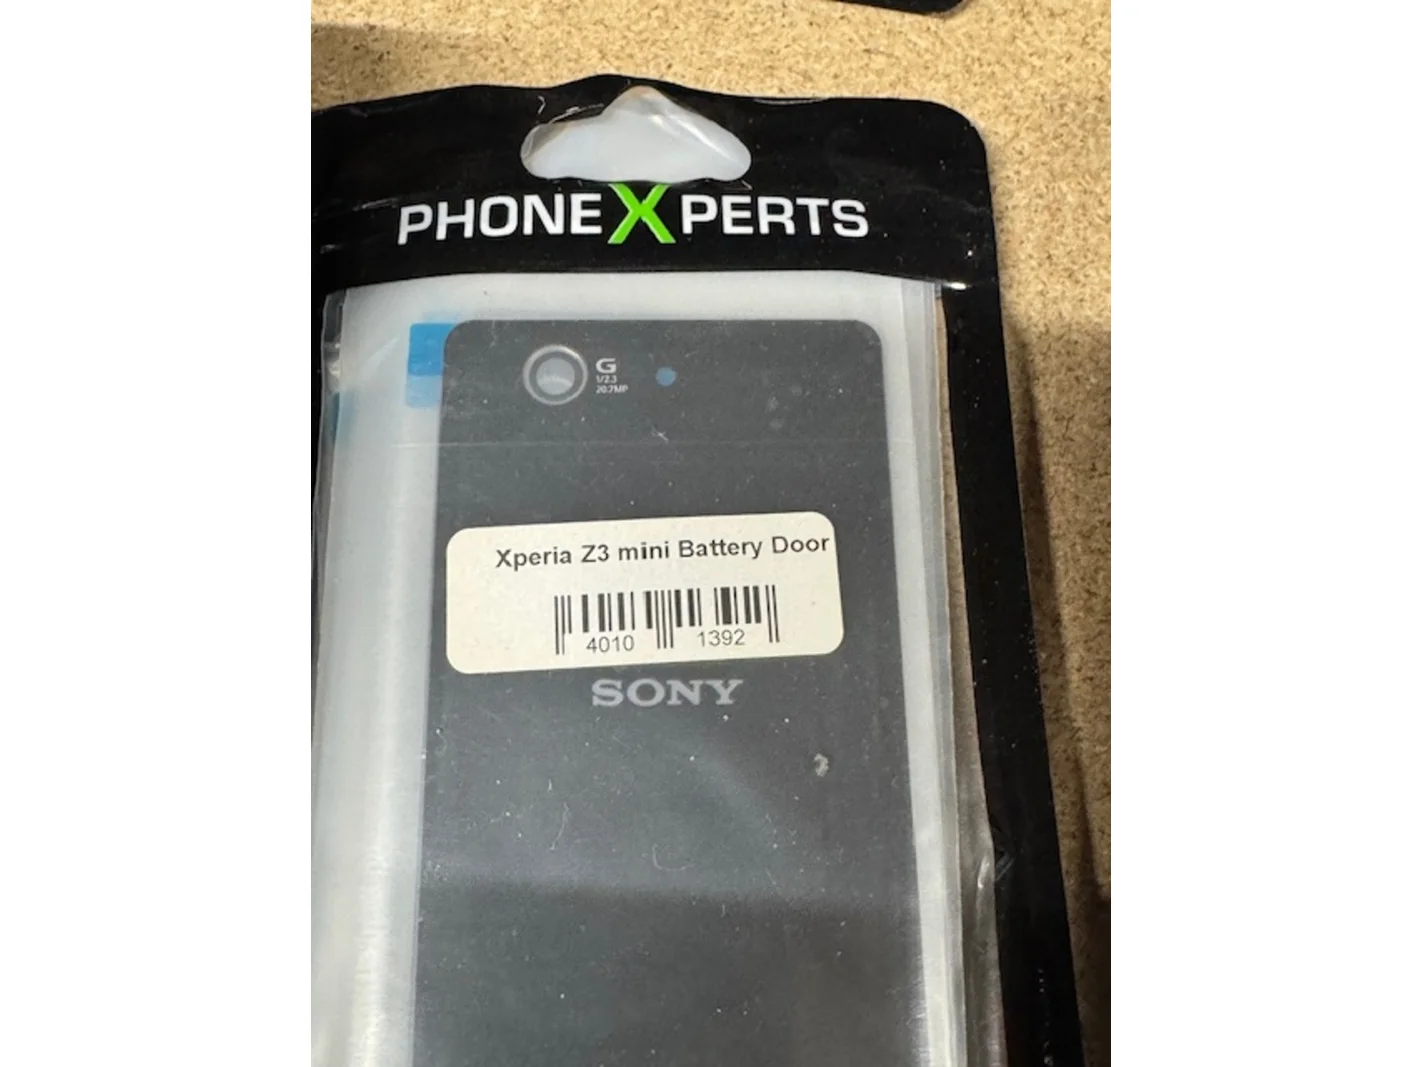 PHONEXPERTS
G
1/2.3
20.7MP
Xperia Z3 mini Battery Door
4010 1392
SONY